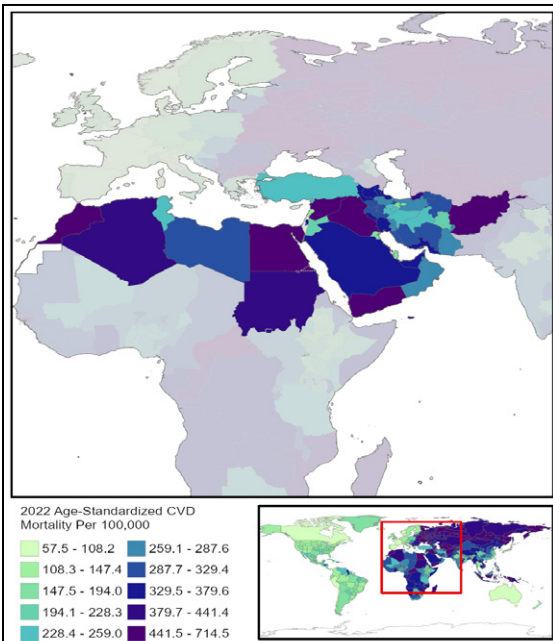 2022 Age-Standardized CVD
Mortality Per 100,000
57.5 - 108.2
108.3 - 147.4
147.5 - 194.0
194.1 - 228.3
228.4 - 259.0
259.1 - 287.6
287.7 - 329.4
329.5 - 379.6
379.7 - 441.4
441.5 - 714.5